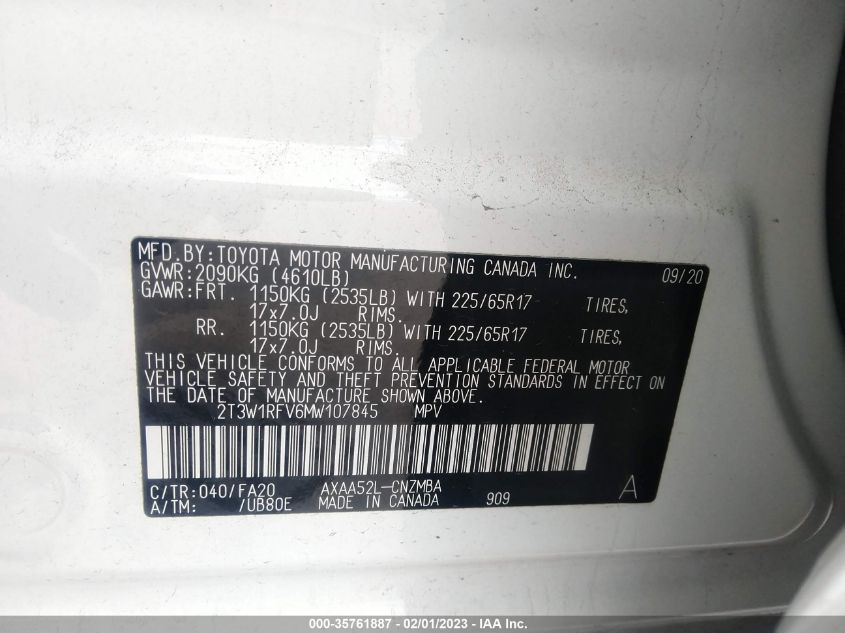 MFD.BY:TOYOTA MOTOR MANUFACTURING CANADA INC. 09/20
GVWR:2090KG (4610LB)
GAWR:FRT. 1150KG (2535LB) WITH 225/65R17 TIRES,
17x7.0J RIMS.
RR. 1150KG (2535LB) WITH 225/65R17 TIRES,
17x7.0J RIMS.
THIS VEHICLE CONFORMS TO ALL APPLICABLE FEDERAL MOTOR
VEHICLE SAFETY AND THEFT PREVENTION STANDARDS IN EFFECT ON
THE DATE OF MANUFACTURE SHOWN ABOVE.
2T3W1RFV6MW107845 MPV
C/TR:040/FA20 AXAA52L-CNZMBA A
A/TM: /UB80E MADE IN CANADA 909
000-35761887 - 02/01/2023 - IAA Inc.